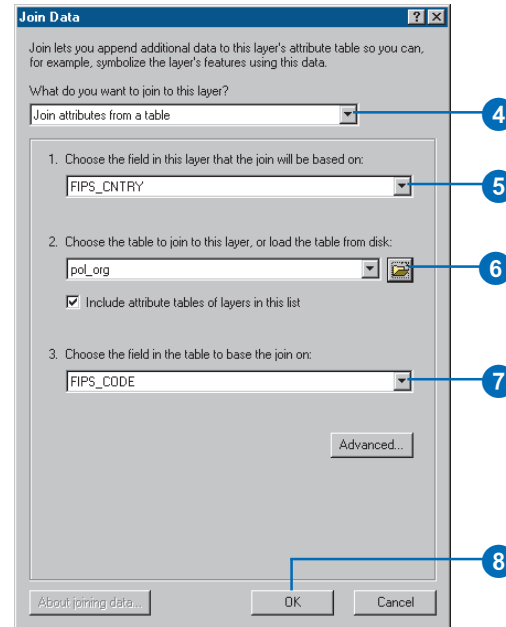 Join Data
Join lets you append additional data to this layer's attribute table so you can,
for example, symbolize the layer's features using this data.
What do you want to join to this layer?
Join attributes from a table
4
1. Choose the field in this layer that the join will be based on:
FIPS_CNTRY
5
2. Choose the table to join to this layer, or load the table from disk:
pol_org
6
Include attribute tables of layers in this list
3. Choose the field in the table to base the join on:
FIPS_CODE
7
Advanced...
8
About joining data...
OK
Cancel